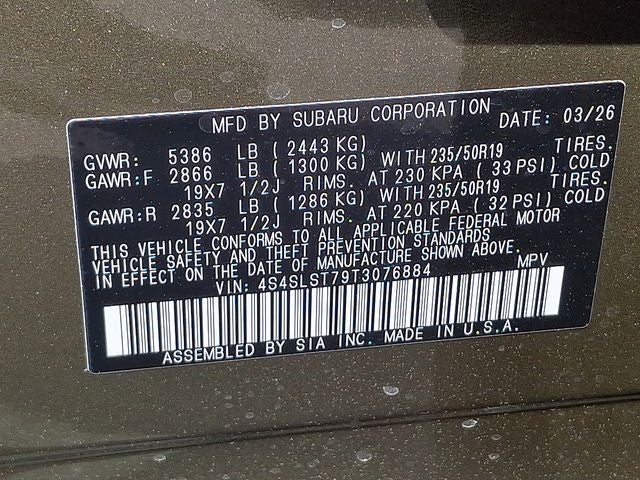 MFD BY SUBARU CORPORATION DATE: 03/26
GVWR: 5386 LB ( 2443 KG)
GAWR:F 2866 LB ( 1300 KG) WITH 235/50R19 TIRES.
19X7 1/2J RIMS. AT 230 KPA ( 33 PSI) COLD
GAWR:R 2835 LB ( 1286 KG) WITH 235/50R19 TIRES.
19X7 1/2J RIMS. AT 220 KPA ( 32 PSI) COLD
THIS VEHICLE CONFORMS TO ALL APPLICABLE FEDERAL MOTOR
VEHICLE SAFETY AND THEFT PREVENTION STANDARDS
IN EFFECT ON THE DATE OF MANUFACTURE SHOWN ABOVE.
VIN: 4S4SLST79T3076884 MPV
ASSEMBLED BY SIA INC. MADE IN U.S.A.